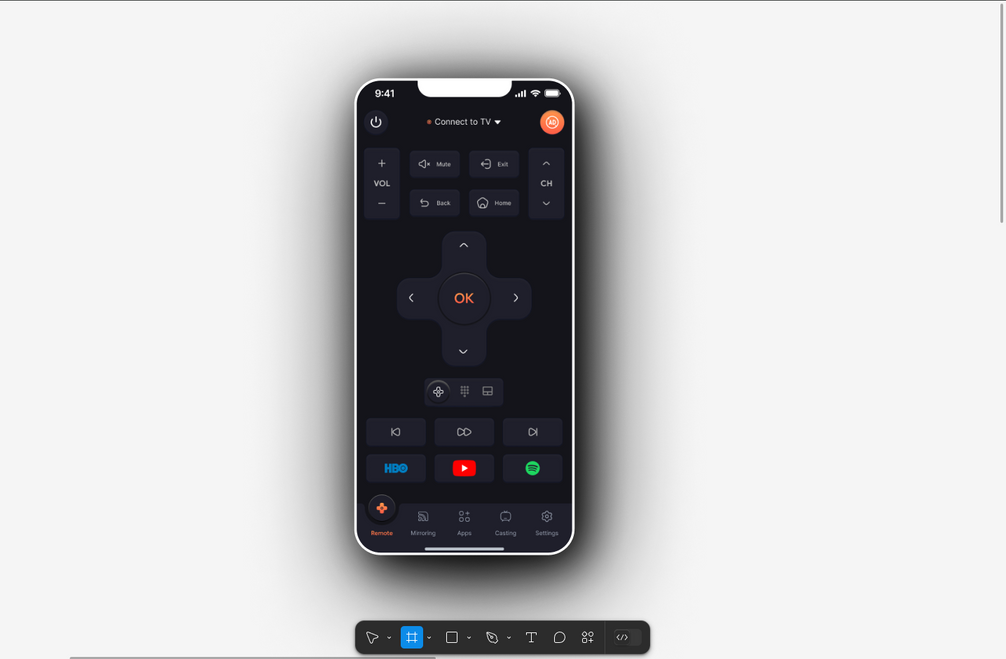 9:41
Connect to TV
AD
+
VOL
−
Mute
Exit
Back
Home
CH
OK
HBO
Remote
Mirroring
Apps
Casting
Settings
T
</>